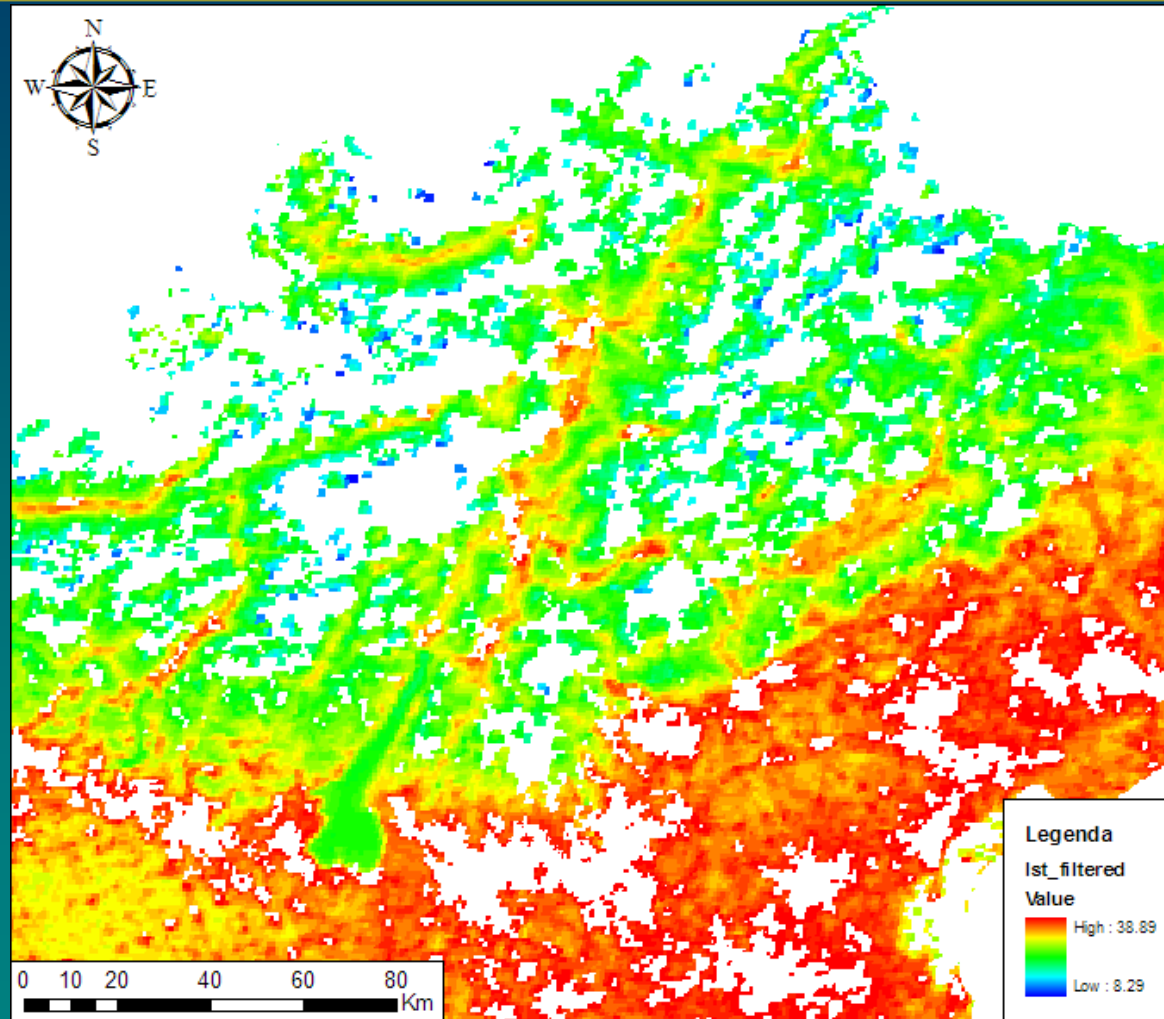 N
W E
S
Legenda
lst_filtered
Value
High : 38.89
Low : 8.29
0 10 20 40 60 80
Km